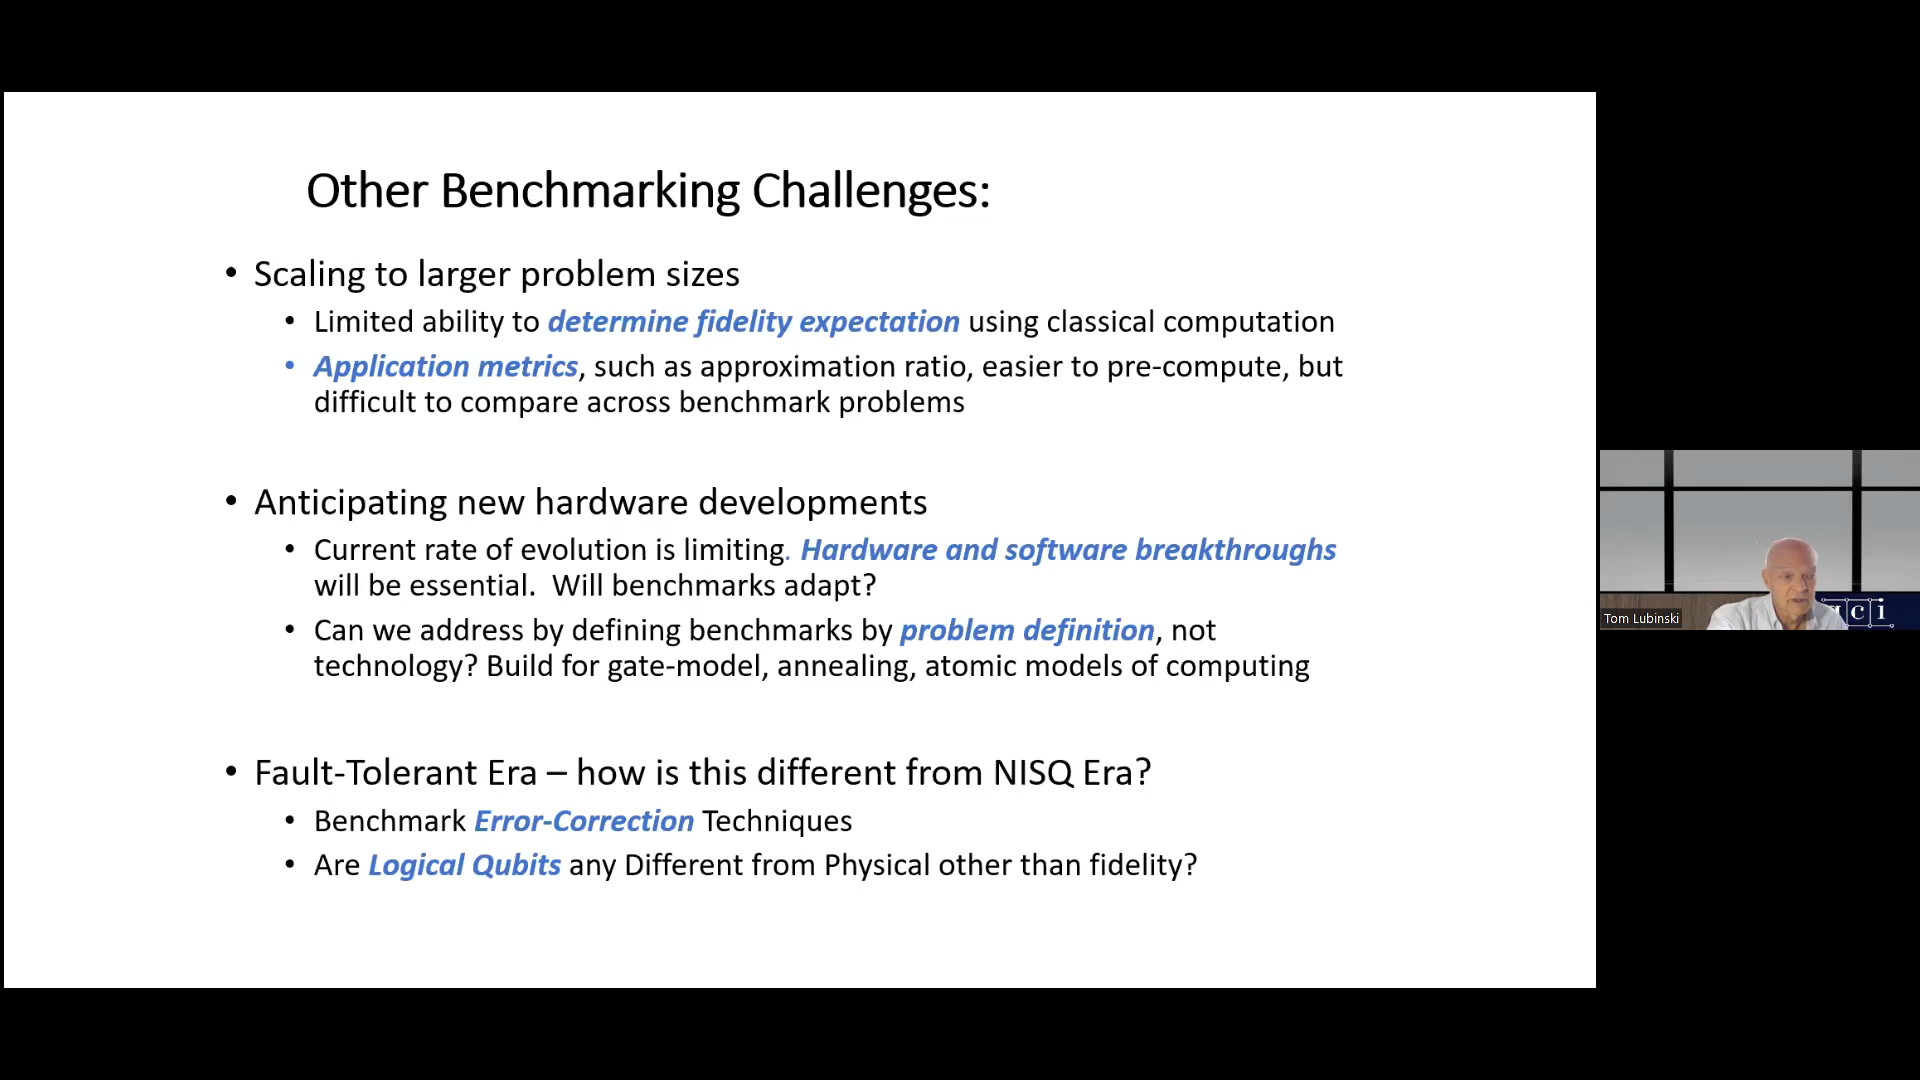 Other Benchmarking Challenges:
• Scaling to larger problem sizes
• Limited ability to determine fidelity expectation using classical computation
• Application metrics, such as approximation ratio, easier to pre-compute, but
difficult to compare across benchmark problems
• Anticipating new hardware developments
• Current rate of evolution is limiting. Hardware and software breakthroughs
will be essential.  Will benchmarks adapt?
• Can we address by defining benchmarks by problem definition, not
technology? Build for gate-model, annealing, atomic models of computing
• Fault-Tolerant Era – how is this different from NISQ Era?
• Benchmark Error-Correction Techniques
• Are Logical Qubits any Different from Physical other than fidelity?
Tom Lubinski